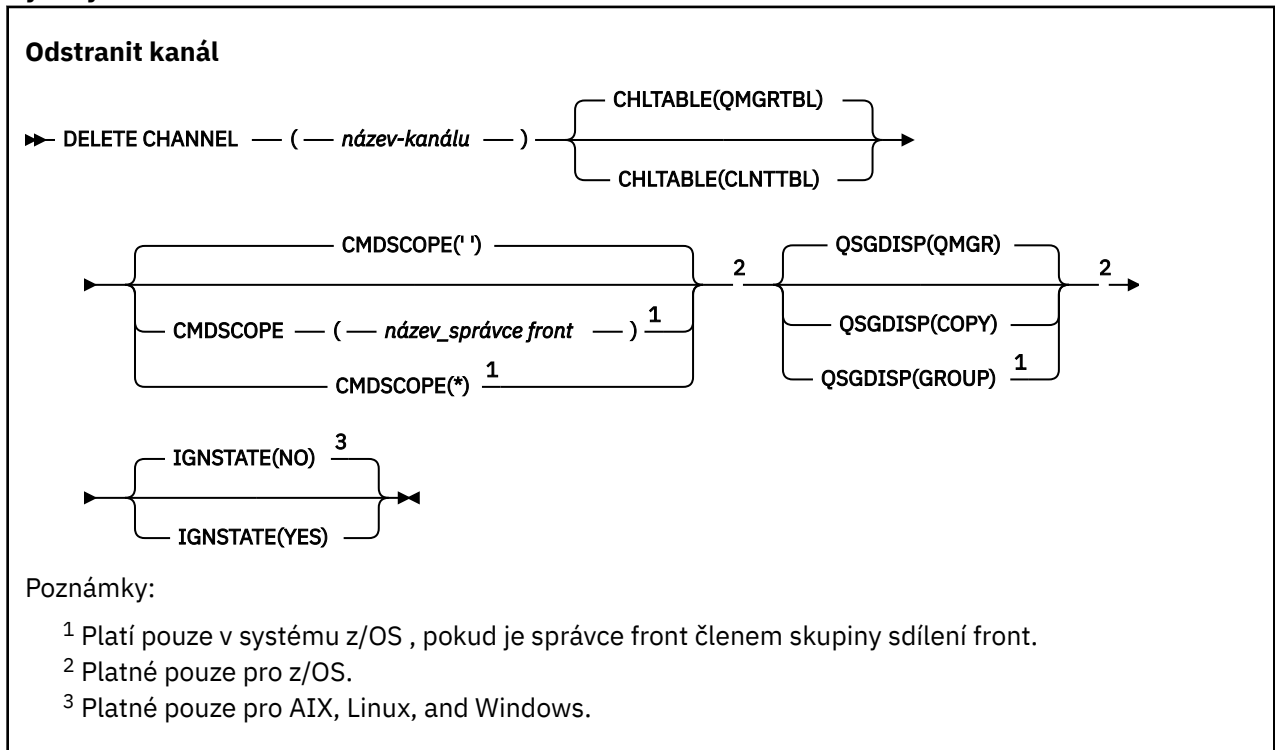 Odstranit kanál
CHLTABLE(QMGRTBL)
DELETE CHANNEL ( název-kanálu )
CHLTABLE(CLNTTBL)
CMDSCOPE(' ') 2 QSGDISP(QMGR) 2
CMDSCOPE ( název_správce front ) 1 QSGDISP(COPY)
CMDSCOPE(*) 1 QSGDISP(GROUP) 1
IGNSTATE(NO) 3
IGNSTATE(YES)
Poznámky:
1 Platí pouze v systému z/OS , pokud je správce front členem skupiny sdílení front.
2 Platné pouze pro z/OS.
3 Platné pouze pro AIX, Linux, and Windows.